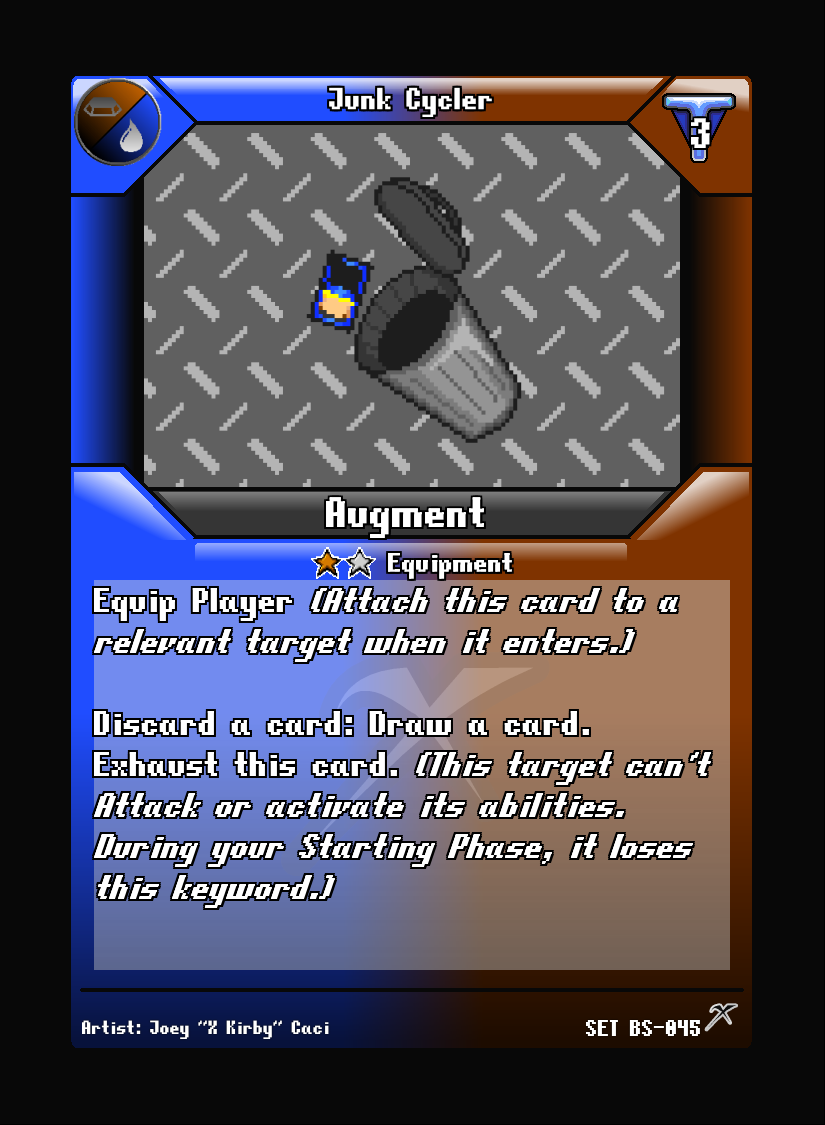 Junk Cycler
3
Augment
Equipment
Equip Player (Attach this card to a
relevant target when it enters.)
Discard a card: Draw a card.
Exhaust this card. (This target can't
Attack or activate its abilities.
During your Starting Phase, it loses
this keyword.)
Artist: Joey "X Kirby" Caci
SET BS-045